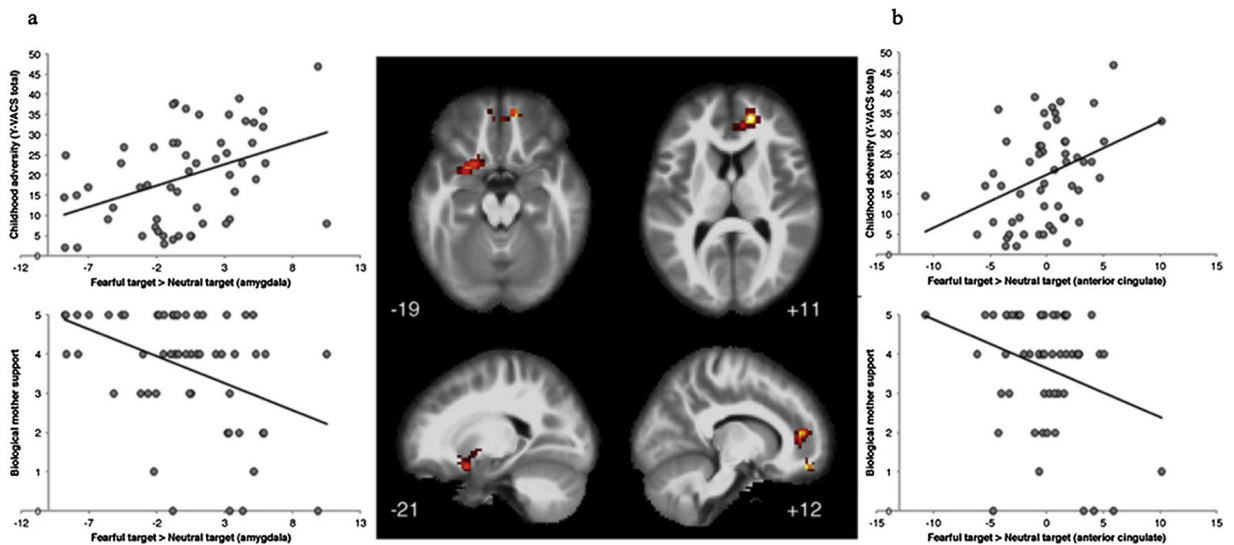 a
b
50
45
40
35
30
25
20
15
10
5
0
-12 -7 -2 3 8 13
Childhood adversity (Y-VACS total)
Fearful target > Neutral target (amygdala)
5
4
3
2
1
0
-12 -7 -2 3 8 13
Biological mother support
Fearful target > Neutral target (amygdala)
-19
+11
-21
+12
50
45
40
35
30
25
20
15
10
5
0
-15 -10 -5 0 5 10 15
Childhood adversity (Y-VACS total)
Fearful target > Neutral target (anterior cingulate)
5
4
3
2
1
0
-15 -10 -5 0 5 10 15
Biological mother support
Fearful target > Neutral target (anterior cingulate)